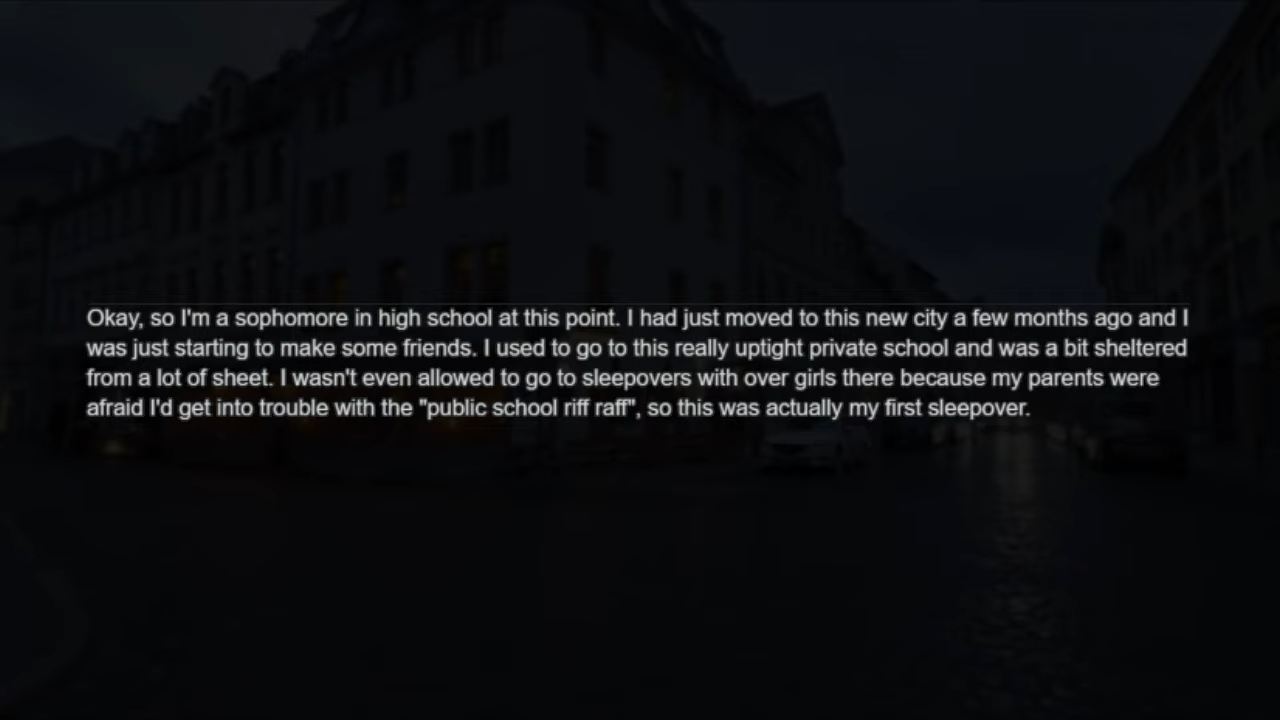 Okay, so I'm a sophomore in high school at this point. I had just moved to this new city a few months ago and I
was just starting to make some friends. I used to go to this really uptight private school and was a bit sheltered
from a lot of sheet. I wasn't even allowed to go to sleepovers with over girls there because my parents were
afraid I'd get into trouble with the "public school riff raff", so this was actually my first sleepover.